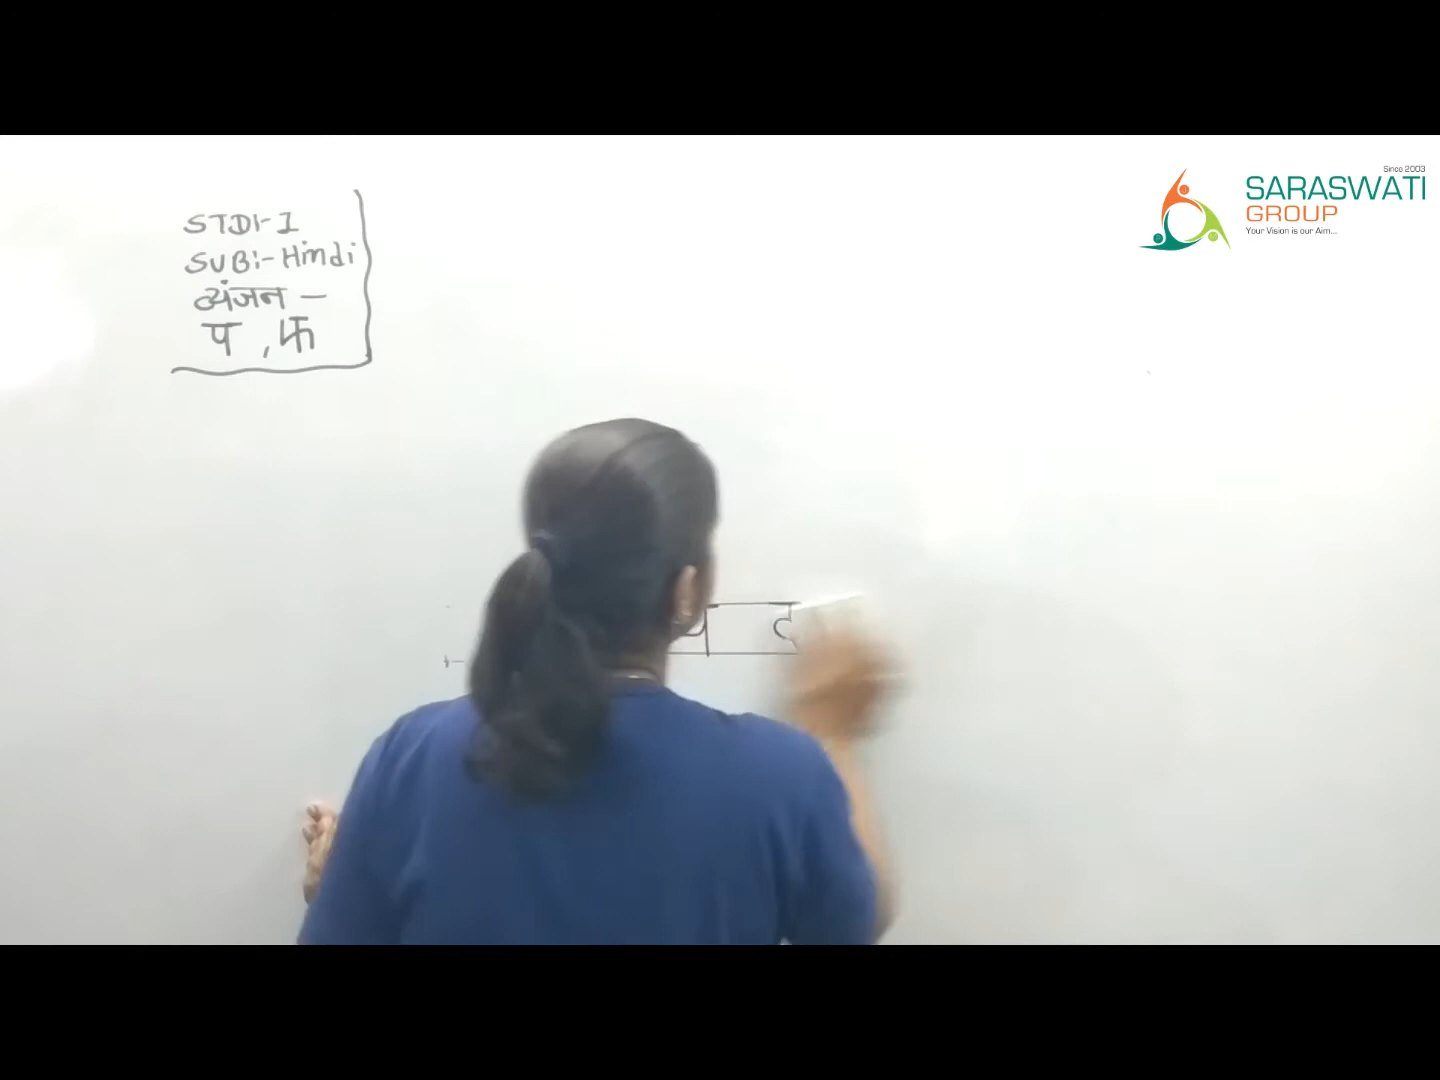 STD:- 1
SUB:- Hindi
व्यंजन -
प , फ
Since 2003
SARASWATI
GROUP
Your Vision is our Aim...